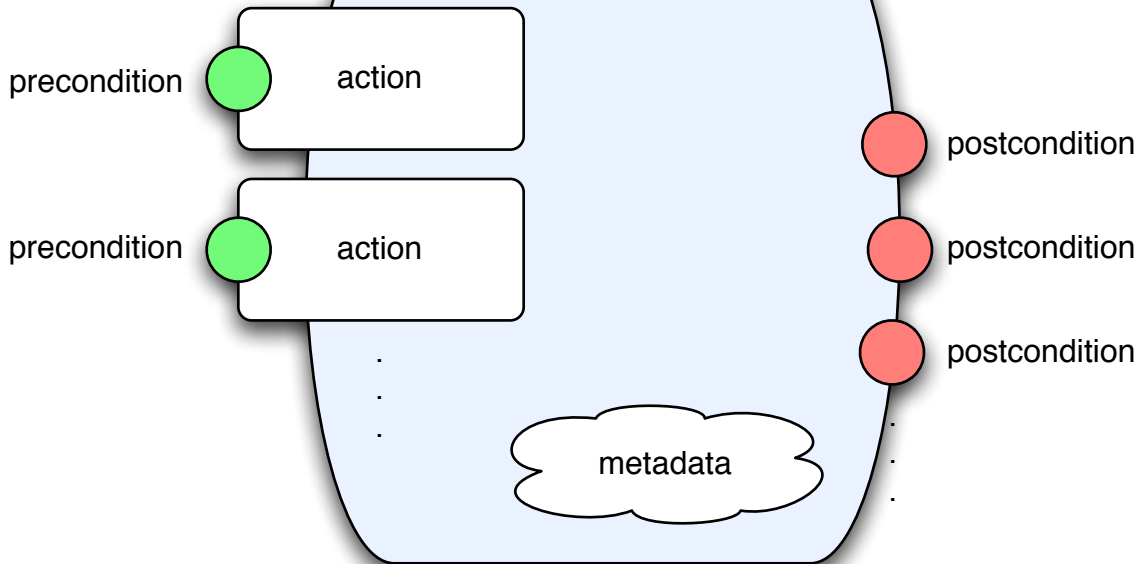 precondition
action
postcondition
precondition
action
postcondition
postcondition
.
.
.
metadata
.
.
.